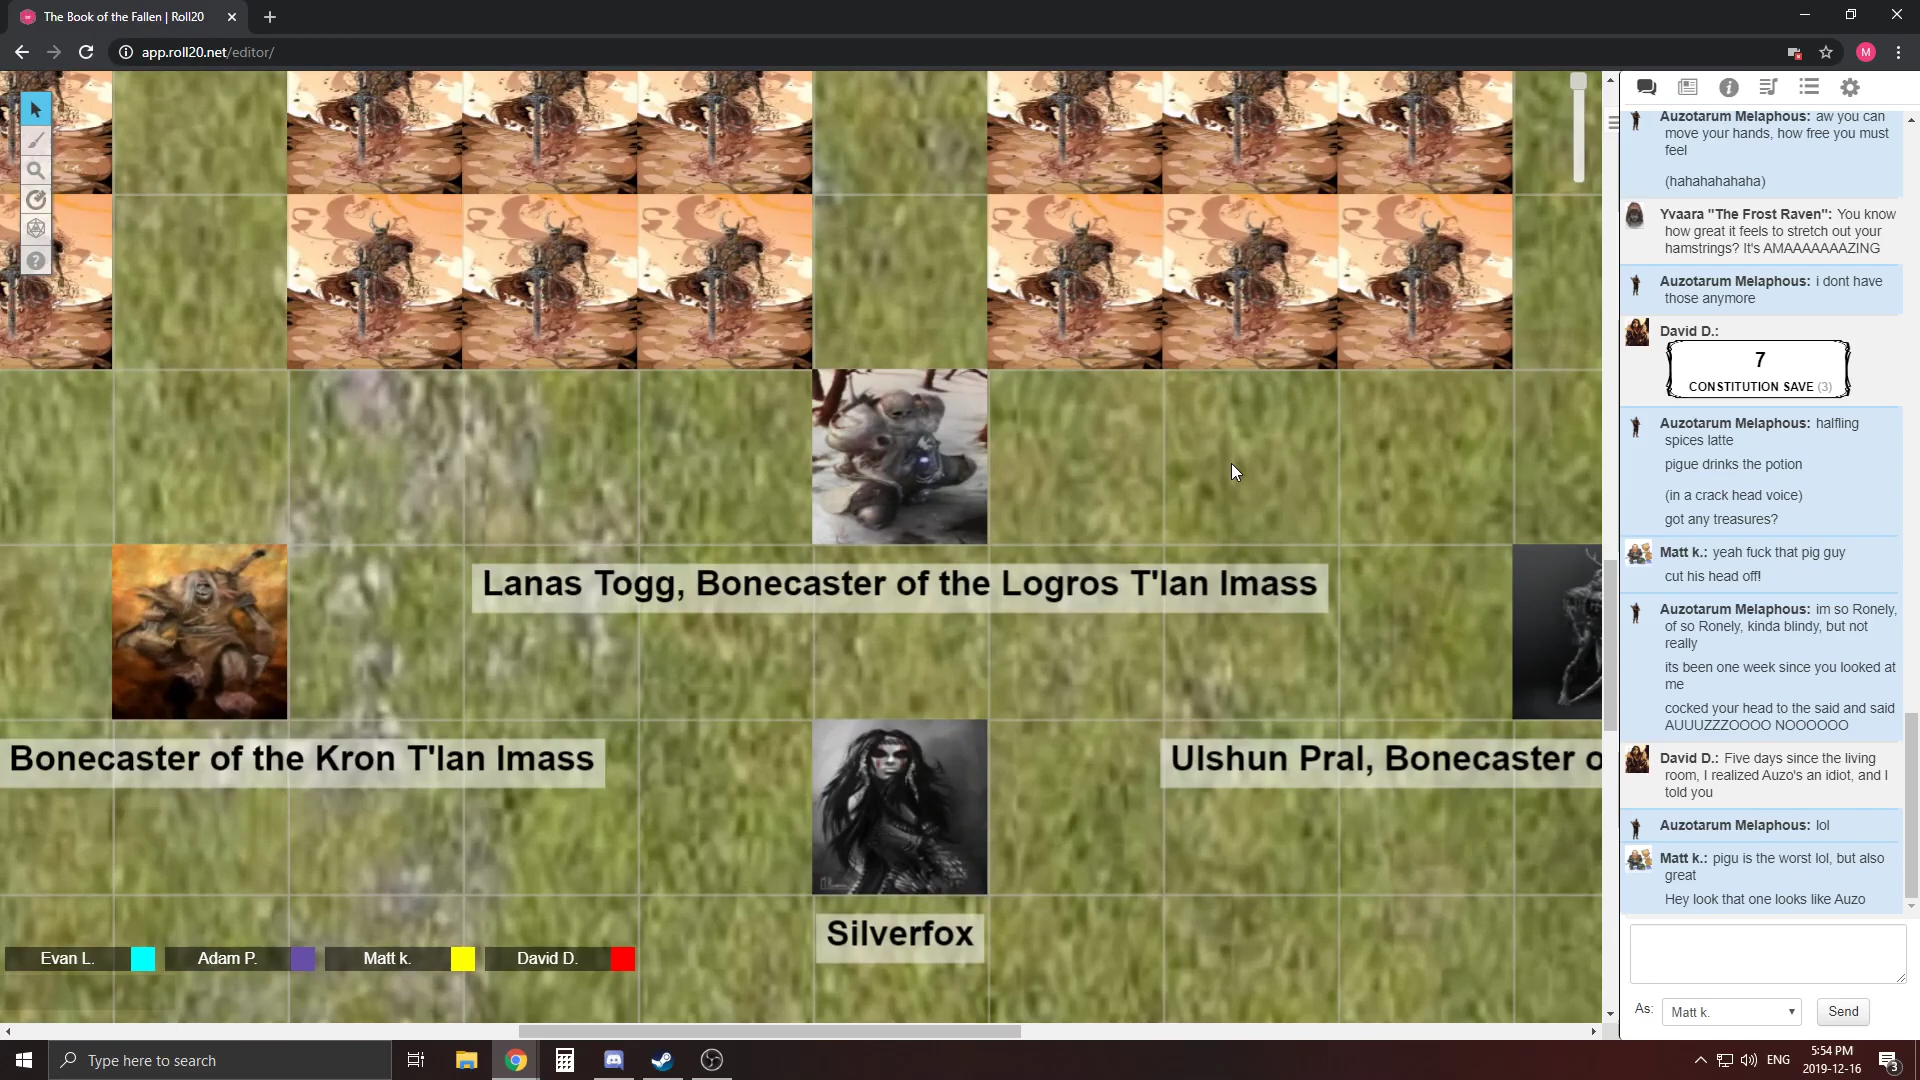 The Book of the Fallen | Roll20
app.roll20.net/editor/
M
Lanas Togg, Bonecaster of the Logros T'lan Imass
Bonecaster of the Kron T'lan Imass
Ulshun Pral, Bonecaster o
Silverfox
Evan L.
Adam P.
Matt k.
David D.
Auzotarum Melaphous: aw you can
move your hands, how free you must
feel
(hahahahahaha)
Yvaara "The Frost Raven": You know
how great it feels to stretch out your
hamstrings? It's AMAAAAAAAZING
Auzotarum Melaphous: i dont have
those anymore
David D.:
7
CONSTITUTION SAVE (3)
Auzotarum Melaphous: halfling
spices latte
pigue drinks the potion
(in a crack head voice)
got any treasures?
Matt k.: yeah fuck that pig guy
cut his head off!
Auzotarum Melaphous: im so Ronely,
of so Ronely, kinda blindy, but not
really
its been one week since you looked at
me
cocked your head to the said and said
AUUUZZZOOOO NOOOOOO
David D.: Five days since the living
room, I realized Auzo's an idiot, and I
told you
Auzotarum Melaphous: lol
Matt k.: pigu is the worst lol, but also
great
Hey look that one looks like Auzo
As:
Matt k.
Send
Type here to search
ENG
5:54 PM
2019-12-16
3